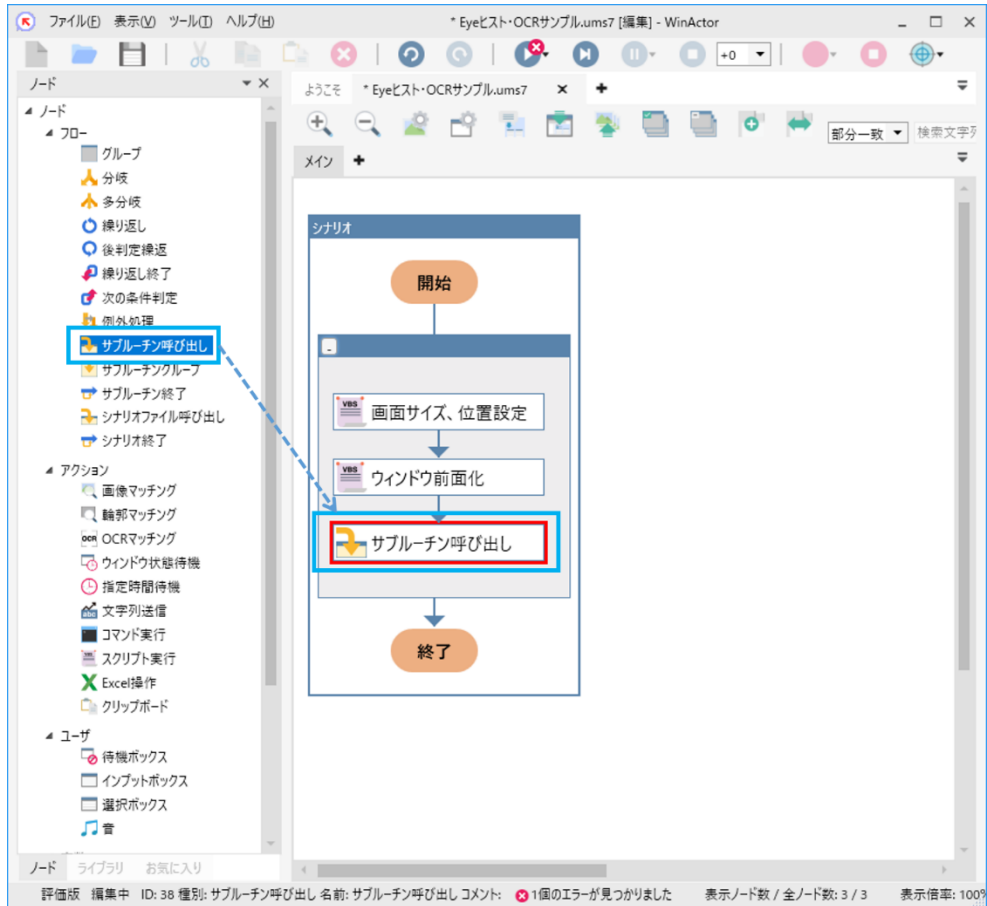 ファイル(F) 表示(V) ツール(T) ヘルプ(H) * Eyeピスト・OCRサンプル.ums7 [編集] - WinActor
+0
ノード
ようこそ * Eyeピスト・OCRサンプル.ums7
部分一致 検索文字列
メイン
ノード
フロー
グループ
分岐
多分岐
繰り返し
後判定繰返
繰り返し終了
次の条件判定
例外処理
サブルーチン呼び出し
サブルーチングループ
サブルーチン終了
シナリオファイル呼び出し
シナリオ終了
アクション
画像マッチング
輪郭マッチング
OCR OCRマッチング
ウィンドウ状態待機
指定時間待機
文字列送信
コマンド実行
スクリプト実行
Excel操作
クリップボード
ユーザ
待機ボックス
インプットボックス
選択ボックス
音
ノード ライブラリ お気に入り
シナリオ
開始
VBS 画面サイズ、位置設定
VBS ウィンドウ前面化
サブルーチン呼び出し
終了
評価版 編集中 ID: 38 種別: サブルーチン呼び出し 名前: サブルーチン呼び出し コメント: 1個のエラーが見つかりました 表示ノード数 / 全ノード数: 3 / 3 表示倍率: 100%